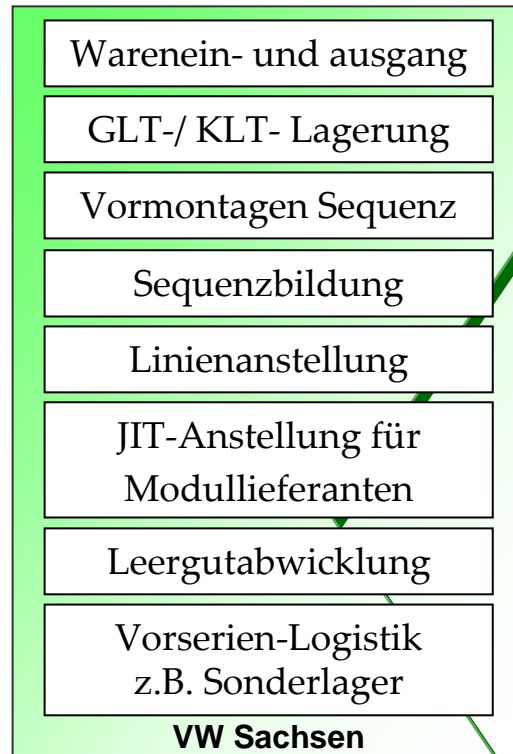 Warenein- und ausgang
GLT-/ KLT- Lagerung
Vormontagen Sequenz
Sequenzbildung
Linienanstellung
JIT-Anstellung für
Modullieferanten
Leergutabwicklung
Vorserien-Logistik
z.B. Sonderlager
VW Sachsen